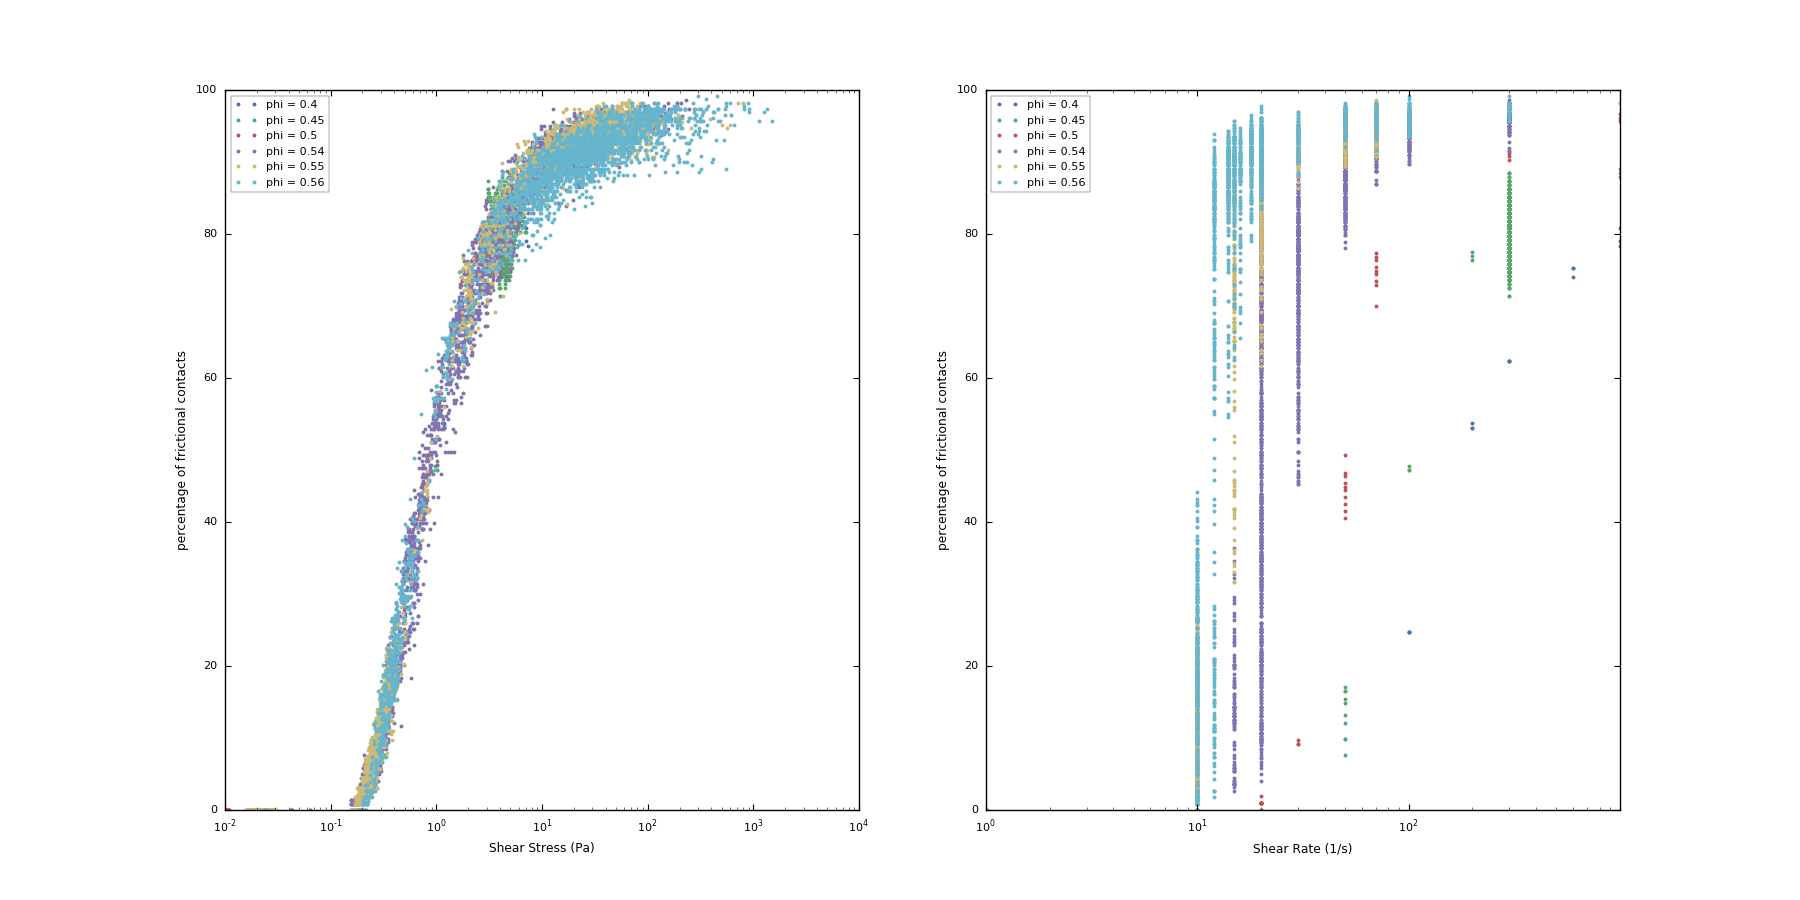 100
80
60
40
20
0
percentage of frictional contacts
phi = 0.4
phi = 0.45
phi = 0.5
phi = 0.54
phi = 0.55
phi = 0.56
10^-2 10^-1 10^0 10^1 10^2 10^3 10^4
Shear Stress (Pa)
100
80
60
40
20
0
percentage of frictional contacts
phi = 0.4
phi = 0.45
phi = 0.5
phi = 0.54
phi = 0.55
phi = 0.56
10^0 10^1 10^2
Shear Rate (1/s)